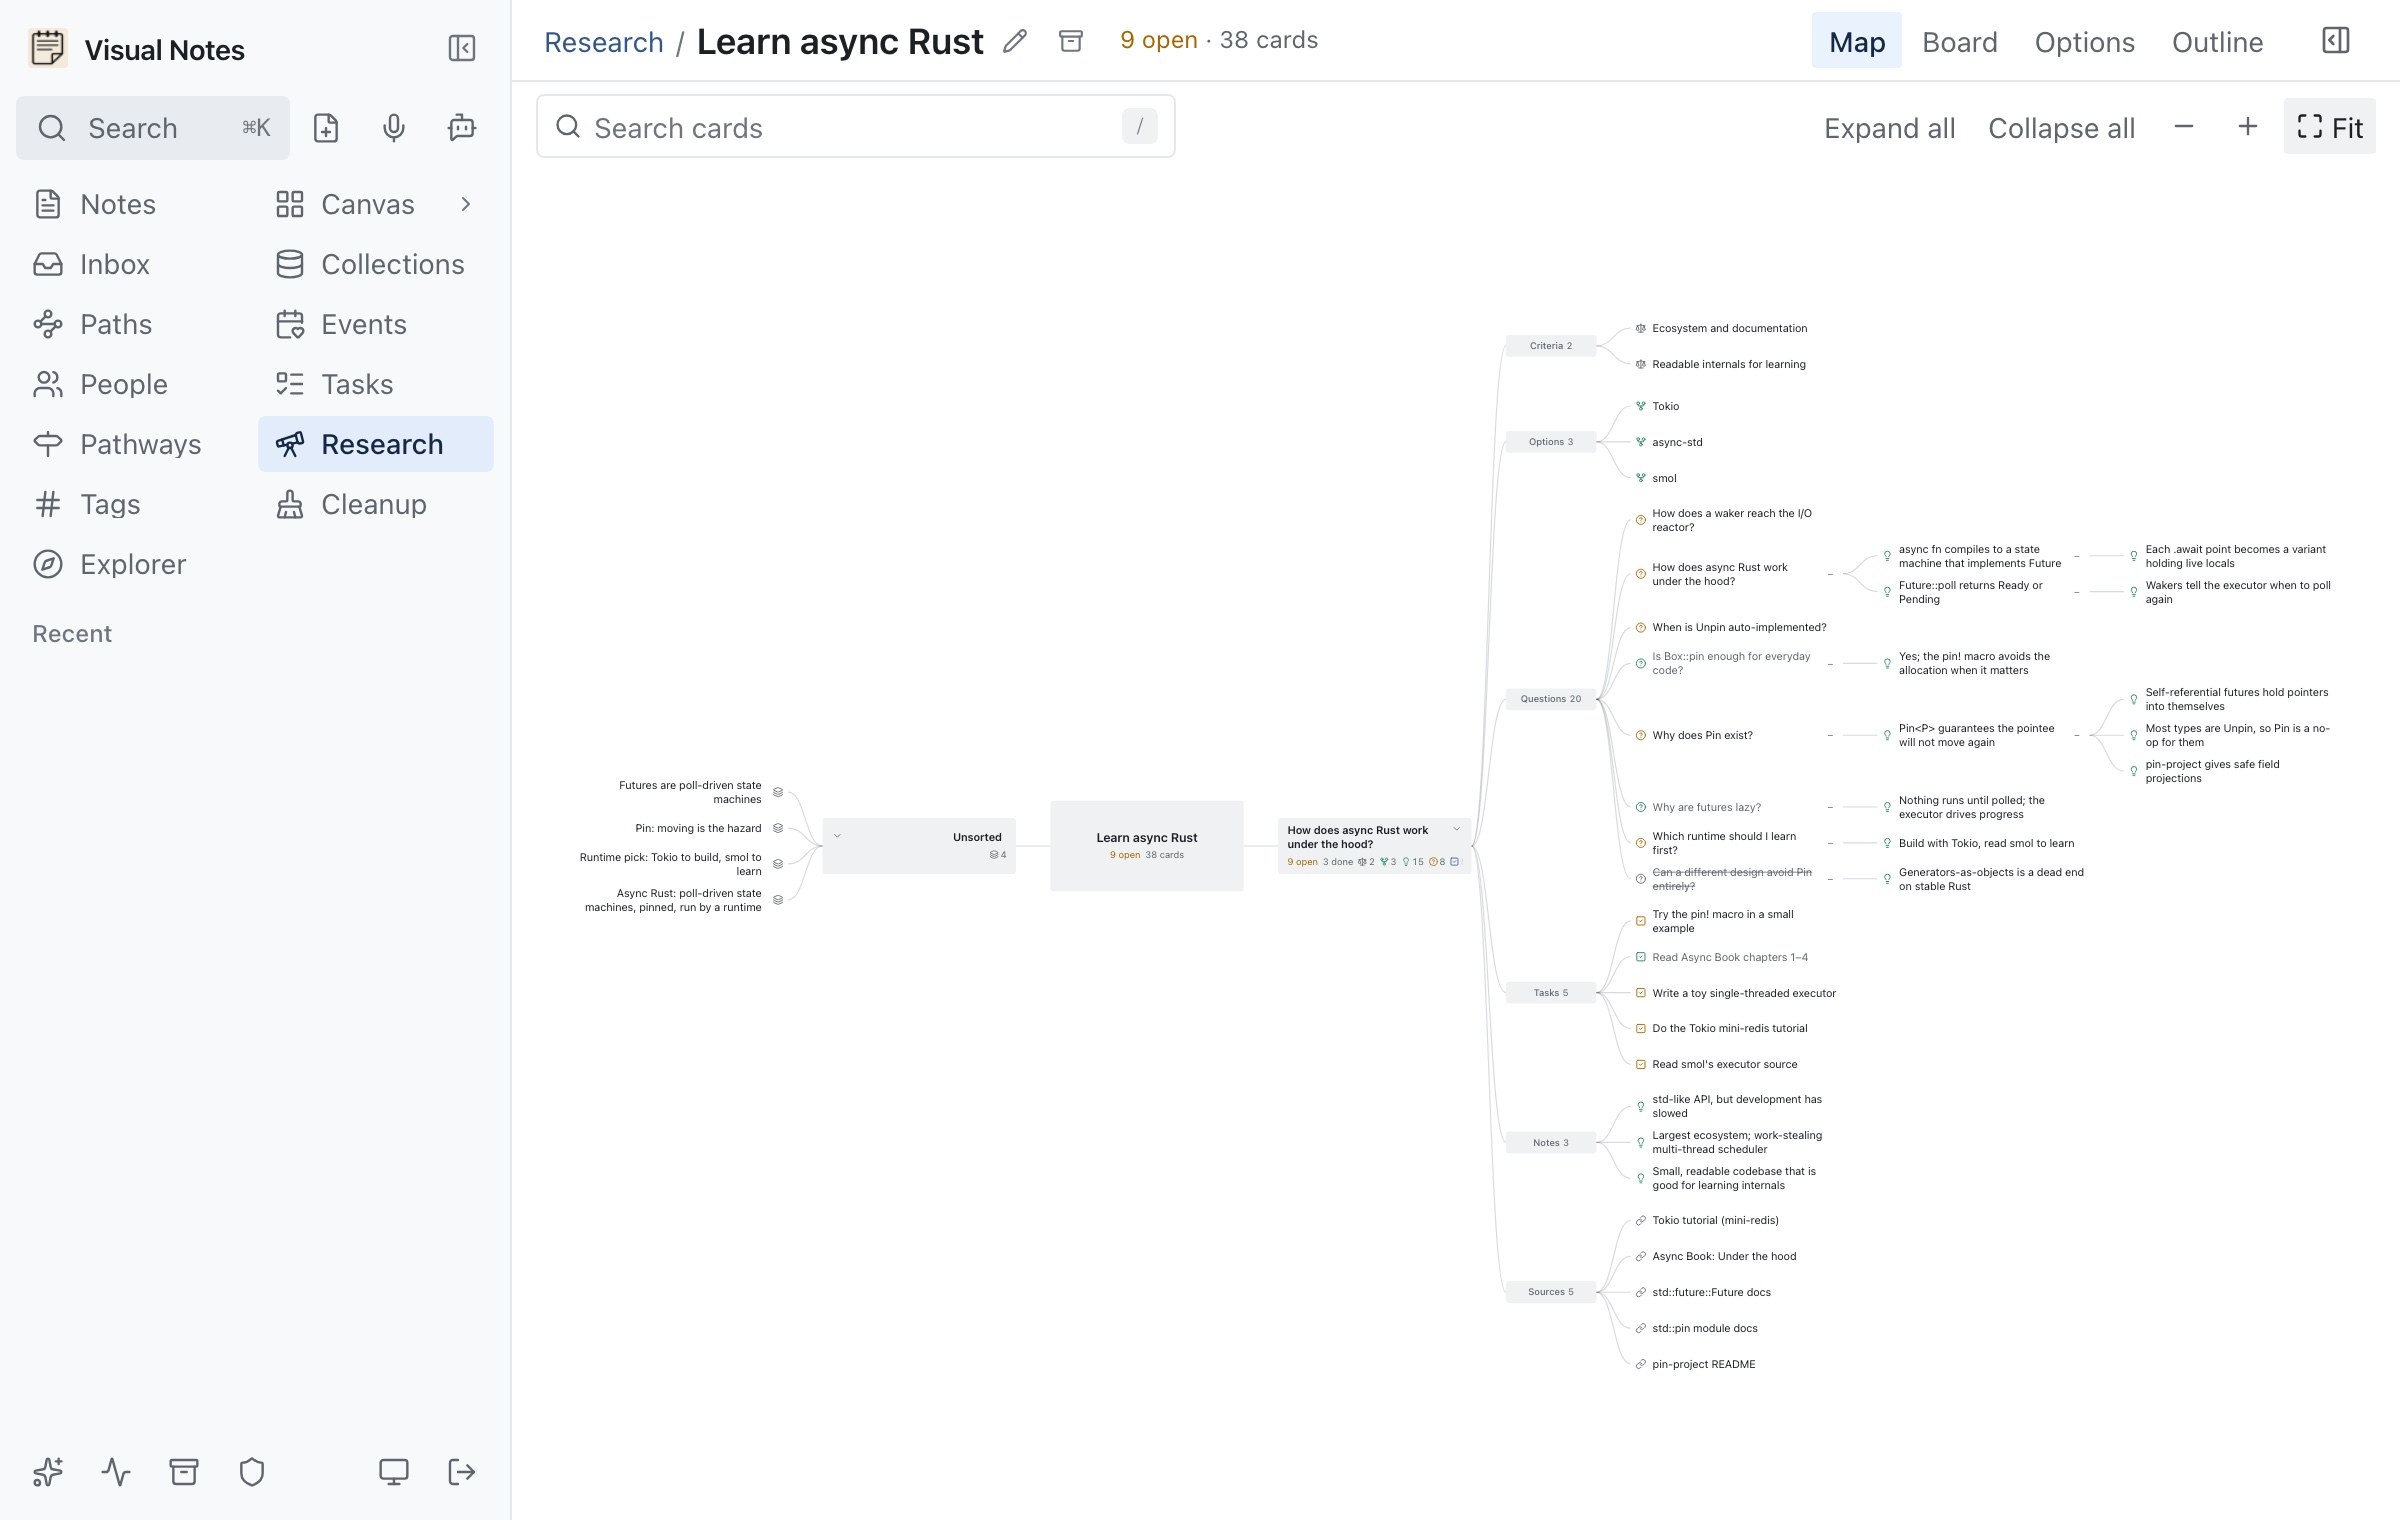 Visual Notes
Search ⌘K
Notes
Canvas
Inbox
Collections
Paths
Events
People
Tasks
Pathways
Research
Tags
Cleanup
Explorer
Recent
Research / Learn async Rust 9 open · 38 cards
Map Board Options Outline
Search cards /
Expand all Collapse all − + Fit
Futures are poll-driven state
machines
Pin: moving is the hazard
Runtime pick: Tokio to build, smol to
learn
Async Rust: poll-driven state
machines, pinned, run by a runtime
Unsorted
4
Learn async Rust
9 open 38 cards
How does async Rust work
under the hood?
9 open 3 done 2 3 15 8
Criteria 2
Ecosystem and documentation
Readable internals for learning
Options 3
Tokio
async-std
smol
Questions 20
How does a waker reach the I/O
reactor?
How does async Rust work
under the hood?
async fn compiles to a state
machine that implements Future
Each .await point becomes a variant
holding live locals
Future::poll returns Ready or
Pending
Wakers tell the executor when to poll
again
When is Unpin auto-implemented?
Is Box::pin enough for everyday
code?
Yes; the pin! macro avoids the
allocation when it matters
Why does Pin exist?
Pin<P> guarantees the pointee
will not move again
Self-referential futures hold pointers
into themselves
Most types are Unpin, so Pin is a no-
op for them
pin-project gives safe field
projections
Why are futures lazy?
Nothing runs until polled; the
executor drives progress
Which runtime should I learn
first?
Build with Tokio, read smol to learn
Can a different design avoid Pin
entirely?
Generators-as-objects is a dead end
on stable Rust
Tasks 5
Try the pin! macro in a small
example
Read Async Book chapters 1–4
Write a toy single-threaded executor
Do the Tokio mini-redis tutorial
Read smol's executor source
Notes 3
std-like API, but development has
slowed
Largest ecosystem; work-stealing
multi-thread scheduler
Small, readable codebase that is
good for learning internals
Sources 5
Tokio tutorial (mini-redis)
Async Book: Under the hood
std::future::Future docs
std::pin module docs
pin-project README